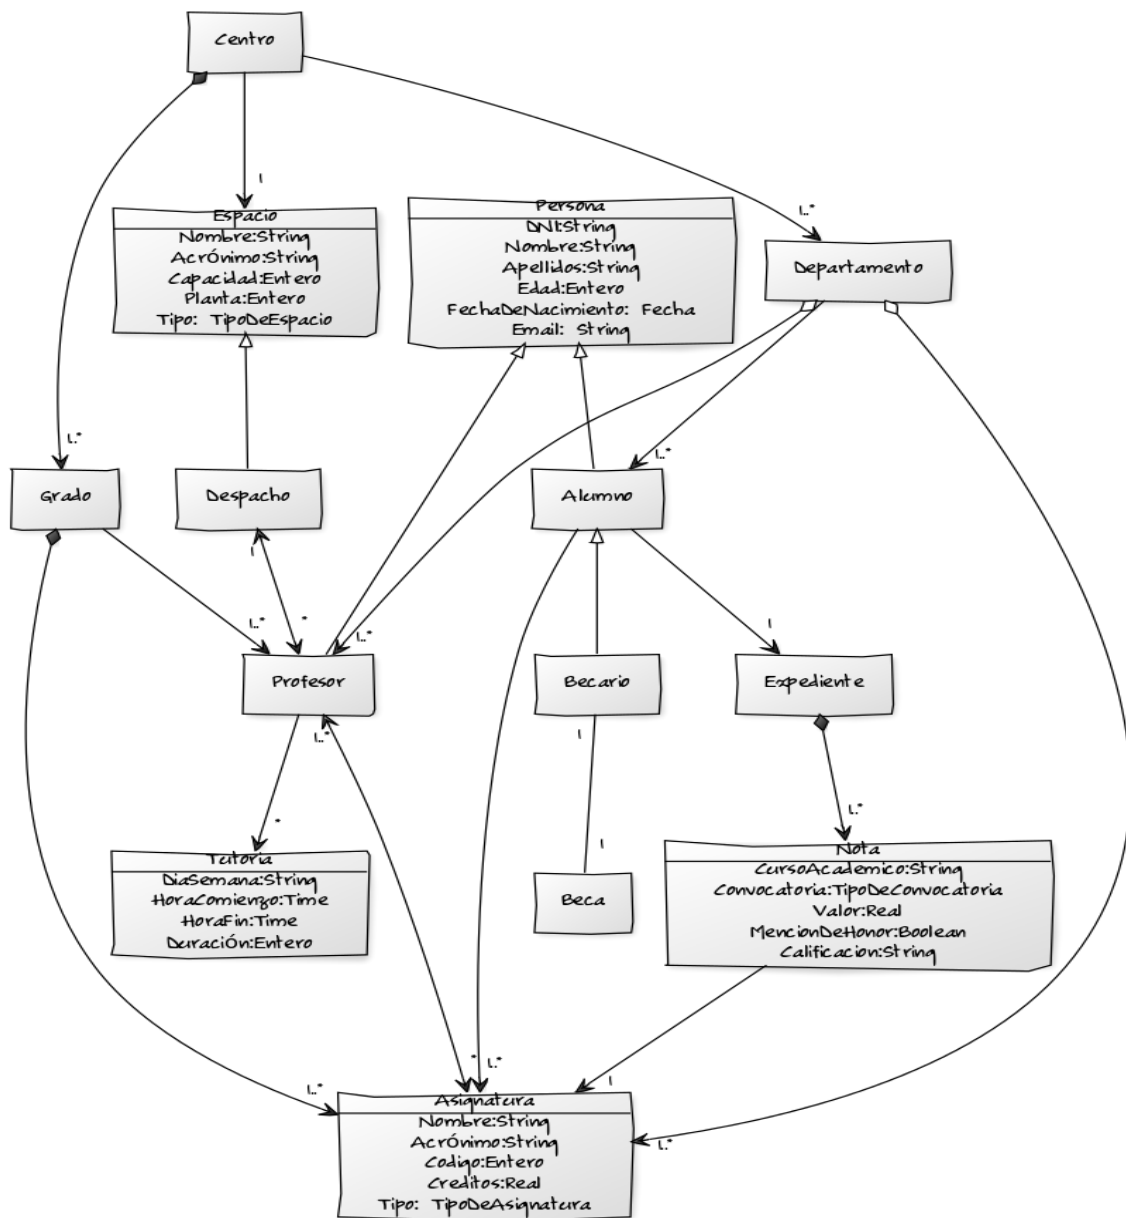 Centro
1
1..*
Espacio
Nombre:String
AcrÓnimo:String
Capacidad:Entero
Planta:Entero
Tipo: TipoDeEspacio
Persona
DNI:String
Nombre:String
Apellidos:String
Edad:Entero
FechaDeNacimiento: Fecha
Email: String
Departamento
1..*
1..*
Grado
Despacho
Alumno
1
1..*
*
1..*
1
Profesor
Becario
Expediente
1..*
1
*
1
1..*
Tutoria
DiaSemana:String
HoraComienzo:Time
HoraFin:Time
DuraciÓn:Entero
Beca
Nota
CursoAcademico:String
Convocatoria:TipoDeConvocatoria
Valor:Real
MencionDeHonor:Boolean
Calificacion:String
1..*
*
1..*
1
1..*
Asignatura
Nombre:String
AcrÓnimo:String
Codigo:Entero
Creditos:Real
Tipo: TipoDeAsignatura